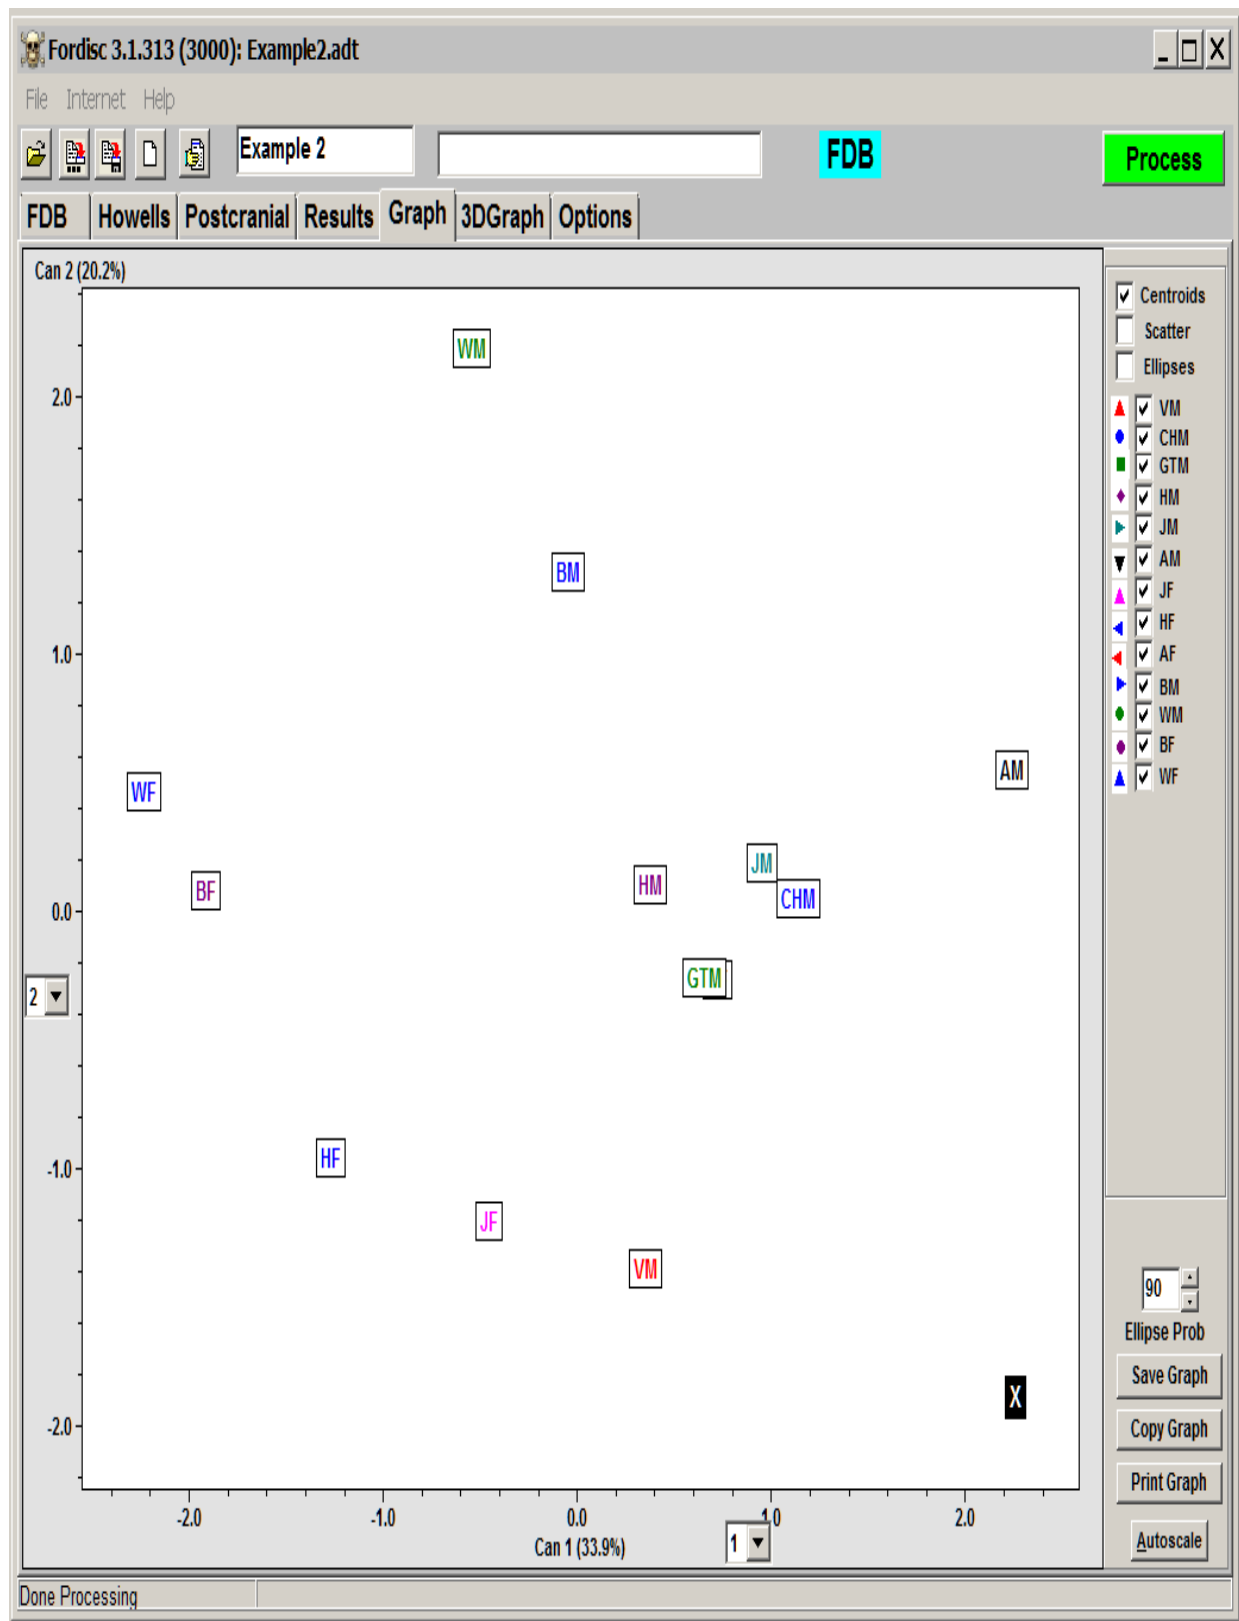 Fordisc 3.1.313 (3000): Example2.adt
File Internet Help
Example 2
FDB
Process
FDB Howells Postcranial Results Graph 3DGraph Options
Can 2 (20.2%)
Centroids
Scatter
Ellipses
VM
CHM
GTM
HM
JM
AM
JF
HF
AF
BM
WM
BF
WF
WM
2.0
BM
1.0
AM
WF
JM
HM
BF
CHM
0.0
GTM
2
HF
-1.0
JF
VM
90
Ellipse Prob
Save Graph
X
-2.0
Copy Graph
Print Graph
-2.0 -1.0 0.0 1.0 2.0
Can 1 (33.9%)
1
Autoscale
Done Processing